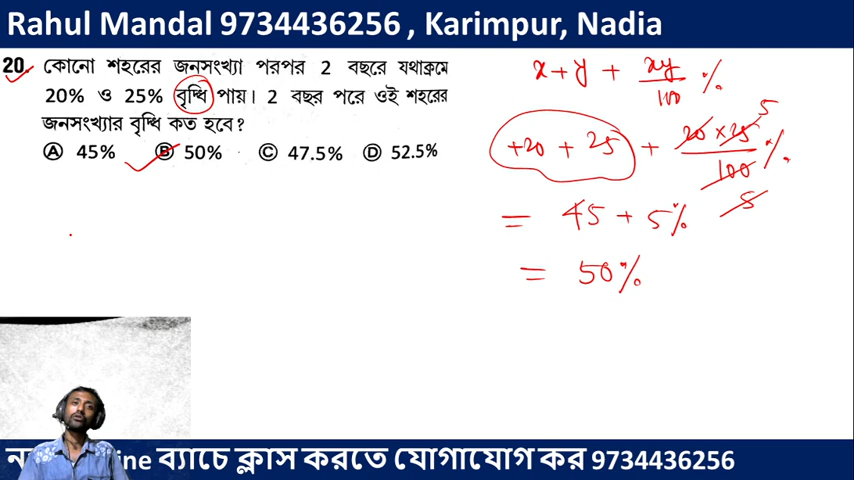 Rahul Mandal 9734436256 , Karimpur, Nadia
20. কোনো শহরের জনসংখ্যা পরপর 2 বছরে যথাক্রমে
20% ও 25% বৃদ্ধি পায়। 2 বছর পরে ওই শহরের
জনসংখ্যার বৃদ্ধি কত হবে?
Ⓐ 45% Ⓑ 50% Ⓒ 47.5% Ⓓ 52.5%
x + y + xy/100 %
+20 + 25 + 20 × 25/100 %
5
5
= 45 + 5%
= 50%
ine ব্যাচে ক্লাস করতে যোগাযোগ কর 9734436256